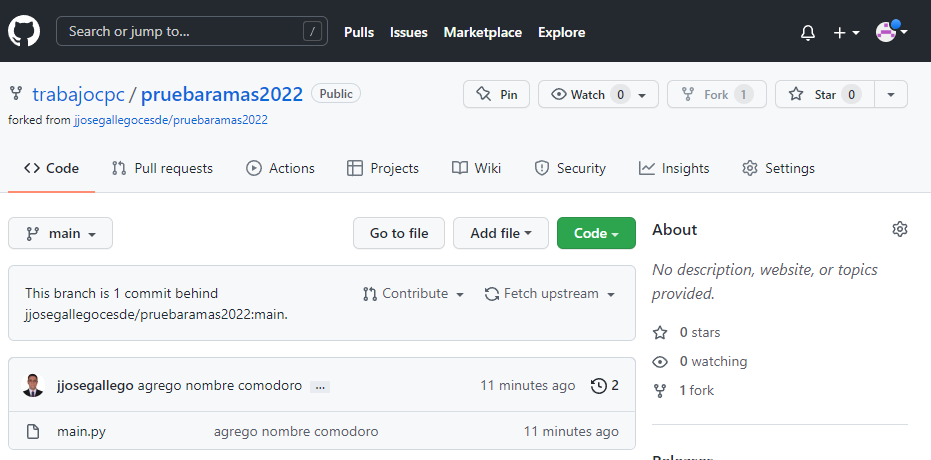 Search or jump to... / Pulls Issues Marketplace Explore
trabajocpc / pruebaramas2022 Public Pin Watch 0 Fork 1 Star 0
forked from jjosegallegocesde/pruebaramas2022
Code Pull requests Actions Projects Wiki Security Insights Settings
main Go to file Add file Code
This branch is 1 commit behind
jjosegallegocesde/pruebaramas2022:main.
Contribute Fetch upstream
jjosegallego agrego nombre comodoro ... 11 minutes ago 2
main.py agrego nombre comodoro 11 minutes ago
About
No description, website, or topics
provided.
0 stars
0 watching
1 fork
Releases